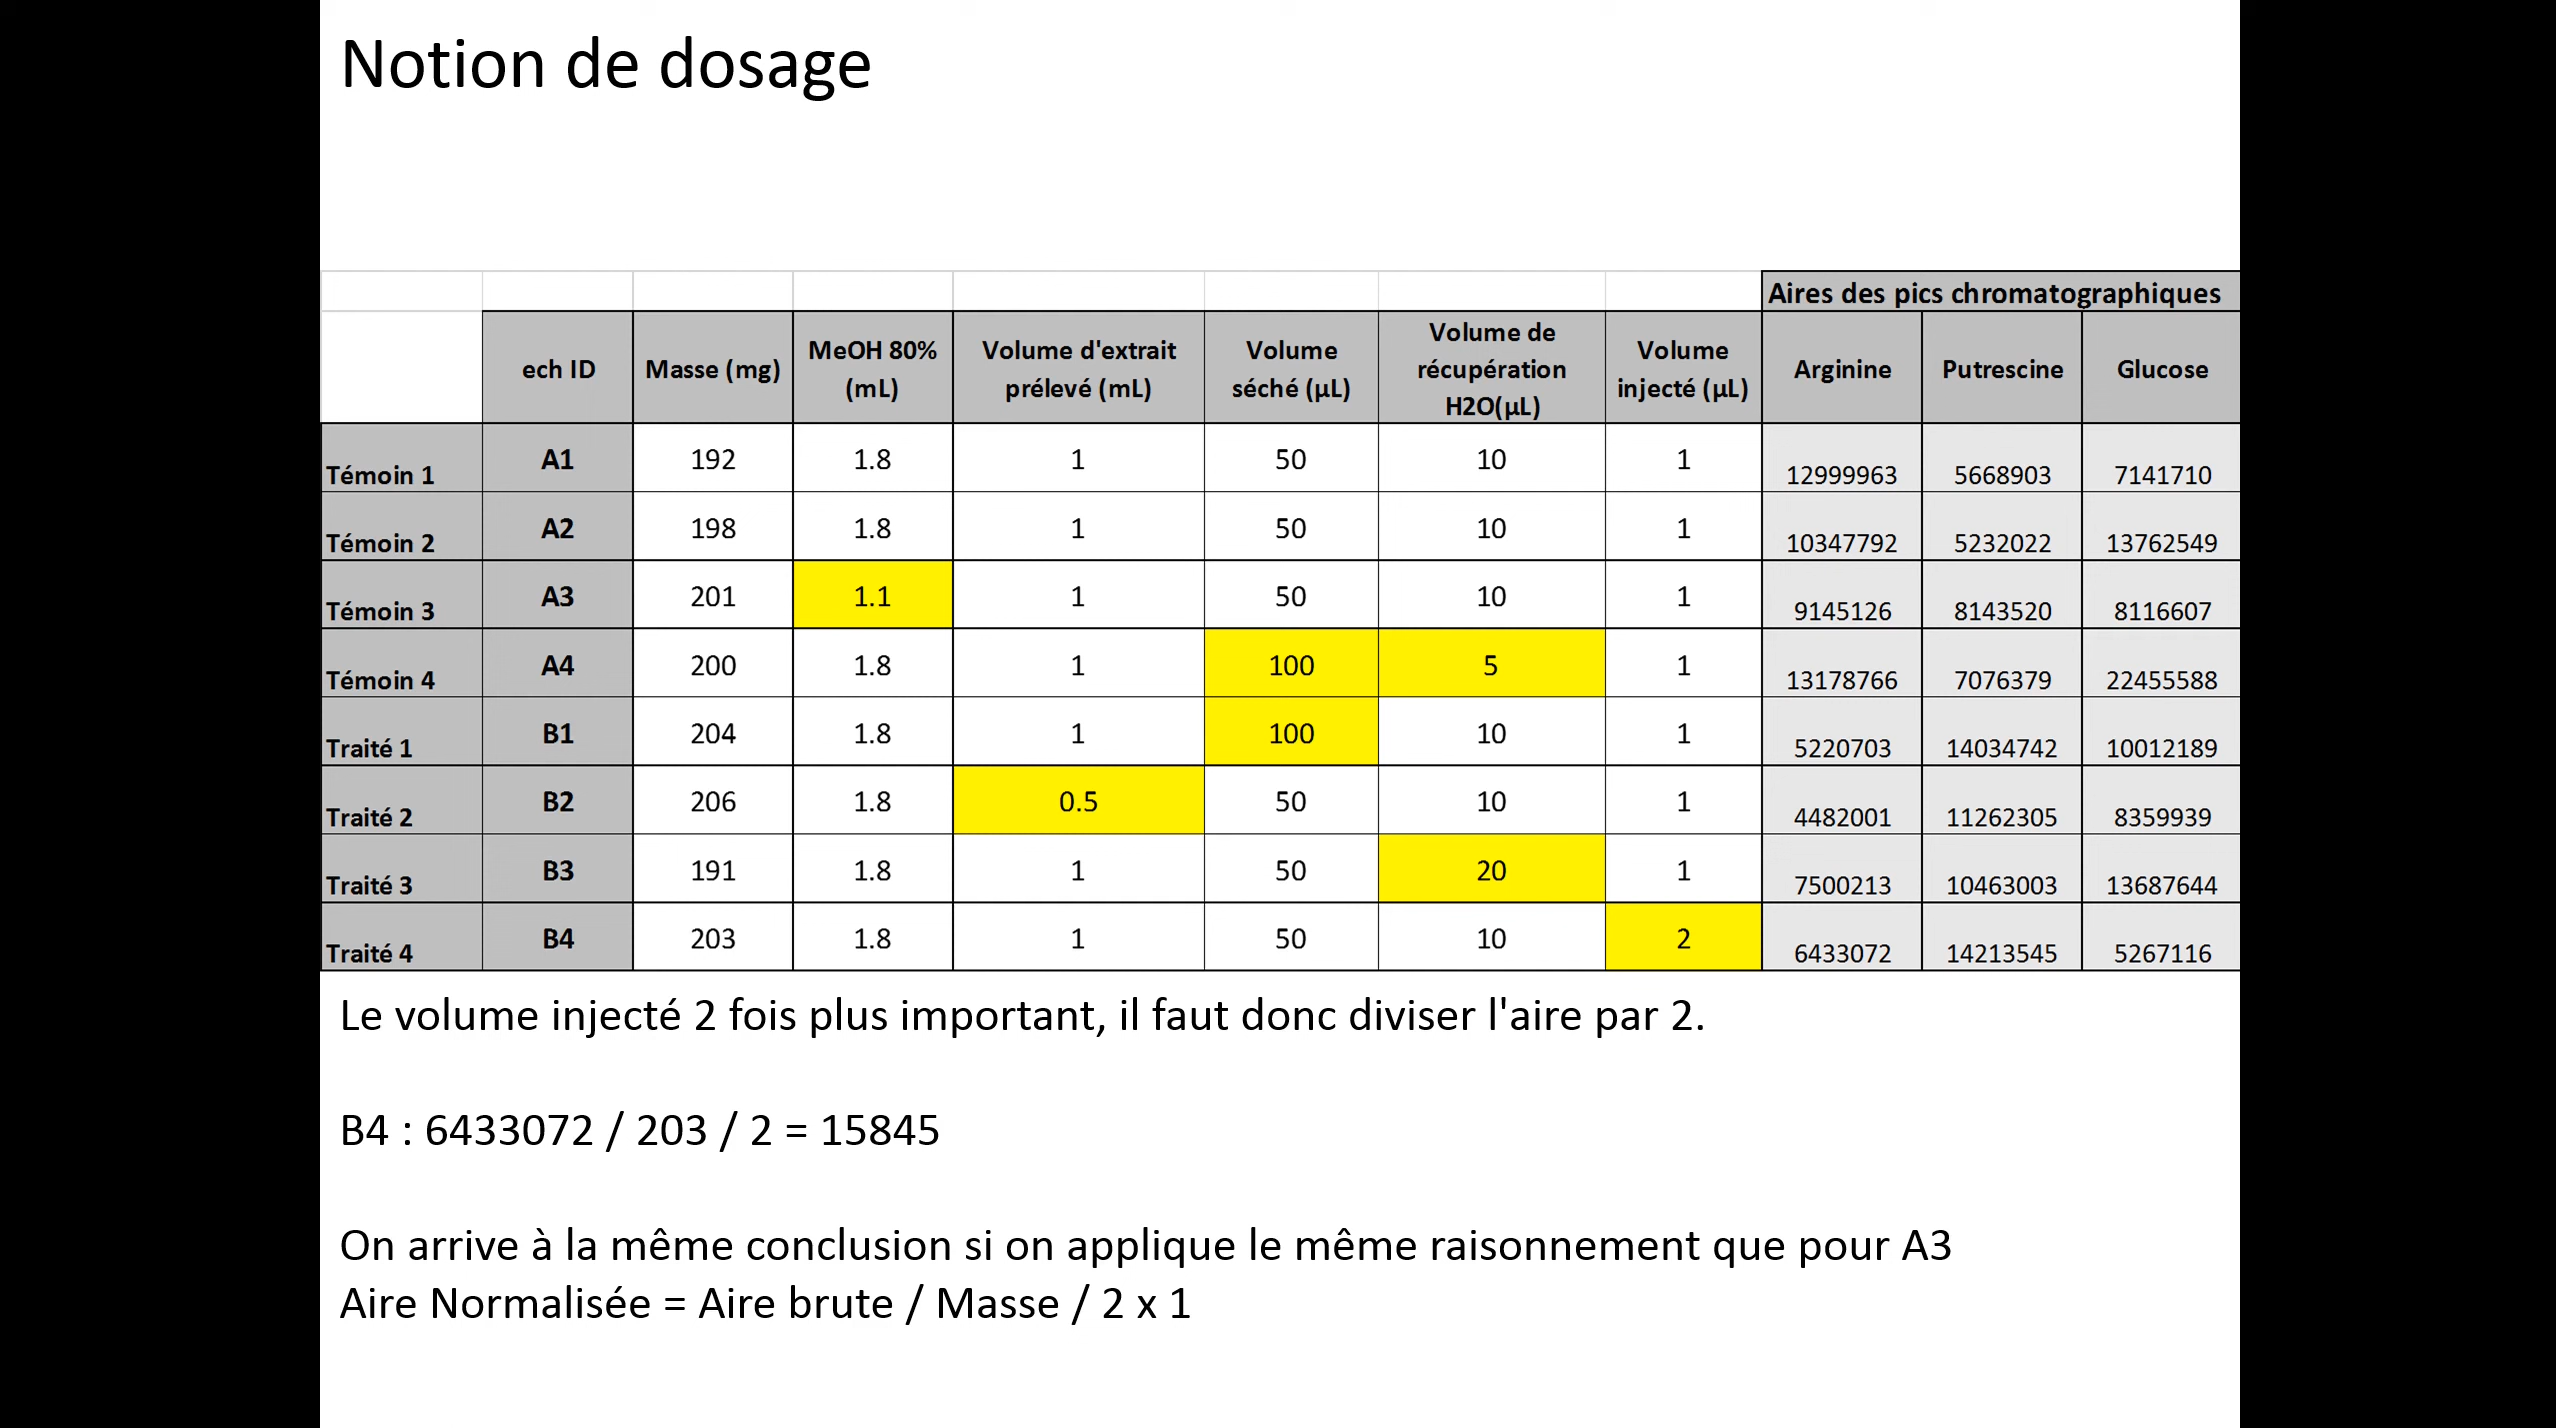 Notion de dosage
Aires des pics chromatographiques
ech ID Masse (mg) MeOH 80% (mL) Volume d'extrait prélevé (mL) Volume séché (µL) Volume de récupération H2O(µL) Volume injecté (µL) Arginine Putrescine Glucose
Témoin 1 A1 192 1.8 1 50 10 1 12999963 5668903 7141710
Témoin 2 A2 198 1.8 1 50 10 1 10347792 5232022 13762549
Témoin 3 A3 201 1.1 1 50 10 1 9145126 8143520 8116607
Témoin 4 A4 200 1.8 1 100 5 1 13178766 7076379 22455588
Traité 1 B1 204 1.8 1 100 10 1 5220703 14034742 10012189
Traité 2 B2 206 1.8 0.5 50 10 1 4482001 11262305 8359939
Traité 3 B3 191 1.8 1 50 20 1 7500213 10463003 13687644
Traité 4 B4 203 1.8 1 50 10 2 6433072 14213545 5267116
Le volume injecté 2 fois plus important, il faut donc diviser l'aire par 2.
B4 : 6433072 / 203 / 2 = 15845
On arrive à la même conclusion si on applique le même raisonnement que pour A3
Aire Normalisée = Aire brute / Masse / 2 x 1